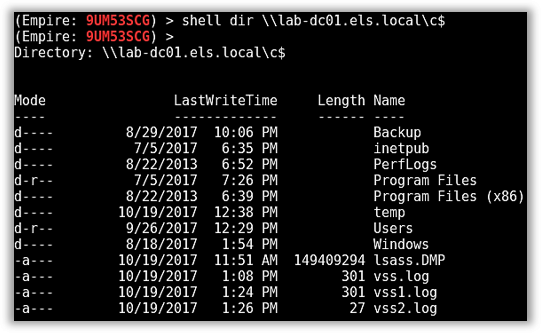 (Empire: 9UM53SCG) > shell dir \\lab-dc01.els.local\c$
(Empire: 9UM53SCG) >
Directory: \\lab-dc01.els.local\c$
Mode                LastWriteTime     Length Name
----                -------------     ------ ----
d----         8/29/2017  10:06 PM            Backup
d----          7/5/2017   6:35 PM            inetpub
d----         8/22/2013   6:52 PM            PerfLogs
d-r--          7/5/2017   7:26 PM            Program Files
d----         8/22/2013   6:39 PM            Program Files (x86)
d----        10/19/2017  12:38 PM            temp
d-r--         9/26/2017  12:29 PM            Users
d----         8/18/2017   1:54 PM            Windows
-a---        10/19/2017  11:51 AM  149409294 lsass.DMP
-a---        10/19/2017   1:08 PM        301 vss.log
-a---        10/19/2017   1:24 PM        301 vss1.log
-a---        10/19/2017   1:26 PM         27 vss2.log